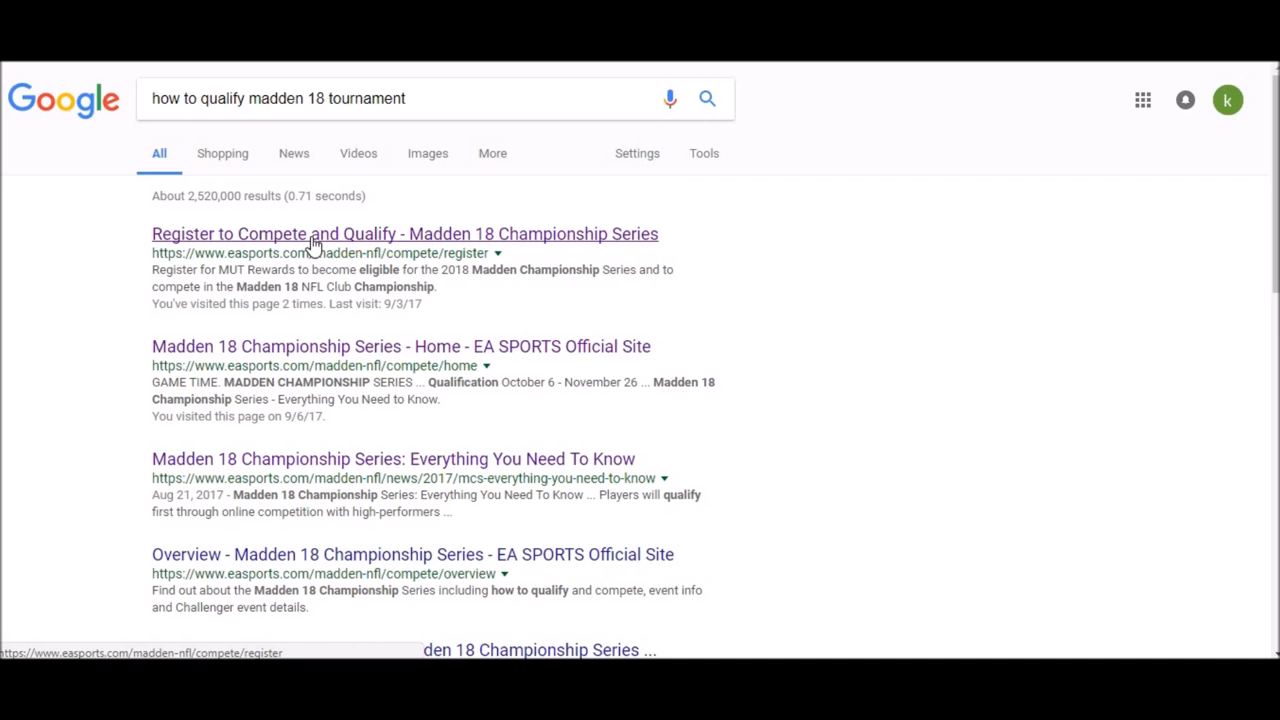 Google
how to qualify madden 18 tournament
k
All Shopping News Videos Images More Settings Tools
About 2,520,000 results (0.71 seconds)
Register to Compete and Qualify - Madden 18 Championship Series
https://www.easports.com/madden-nfl/compete/register
Register for MUT Rewards to become eligible for the 2018 Madden Championship Series and to
compete in the Madden 18 NFL Club Championship.
You've visited this page 2 times. Last visit: 9/3/17
Madden 18 Championship Series - Home - EA SPORTS Official Site
https://www.easports.com/madden-nfl/compete/home
GAME TIME. MADDEN CHAMPIONSHIP SERIES ... Qualification October 6 - November 26 ... Madden 18
Championship Series - Everything You Need to Know.
You visited this page on 9/6/17.
Madden 18 Championship Series: Everything You Need To Know
https://www.easports.com/madden-nfl/news/2017/mcs-everything-you-need-to-know
Aug 21, 2017 - Madden 18 Championship Series: Everything You Need To Know ... Players will qualify
first through online competition with high-performers ...
Overview - Madden 18 Championship Series - EA SPORTS Official Site
https://www.easports.com/madden-nfl/compete/overview
Find out about the Madden 18 Championship Series including how to qualify and compete, event info
and Challenger event details.
den 18 Championship Series ...
https://www.easports.com/madden-nfl/compete/register